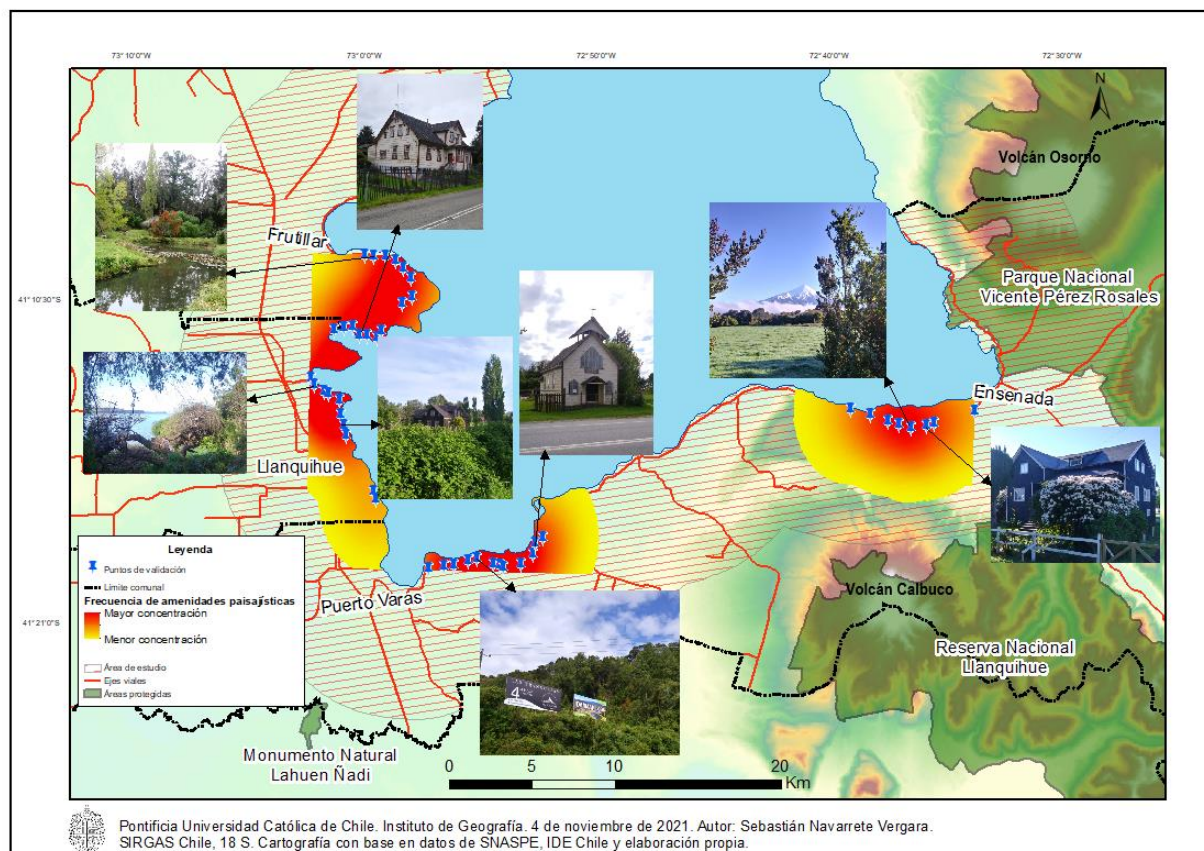 73°10'0"W
73°0'0"W
72°50'0"W
72°40'0"W
72°30'0"W
N
Volcán Osorno
Frutillar
Parque Nacional
Vicente Pérez Rosales
41°10'30"S
Ensenada
Llanquihue
Leyenda
Puntos de validación
Límite comunal
Frecuencia de amenidades paisajísticas
Mayor concentración
Menor concentración
Área de estudio
Ejes viales
Áreas protegidas
Puerto Varas
Volcán Calbuco
41°21'0"S
Reserva Nacional
Llanquihue
4
Monumento Natural
Lahuen Ñadi
0 5 10 20
Km
Pontificia Universidad Católica de Chile. Instituto de Geografía. 4 de noviembre de 2021. Autor: Sebastián Navarrete Vergara.
SIRGAS Chile, 18 S. Cartografía con base en datos de SNASPE, IDE Chile y elaboración propia.